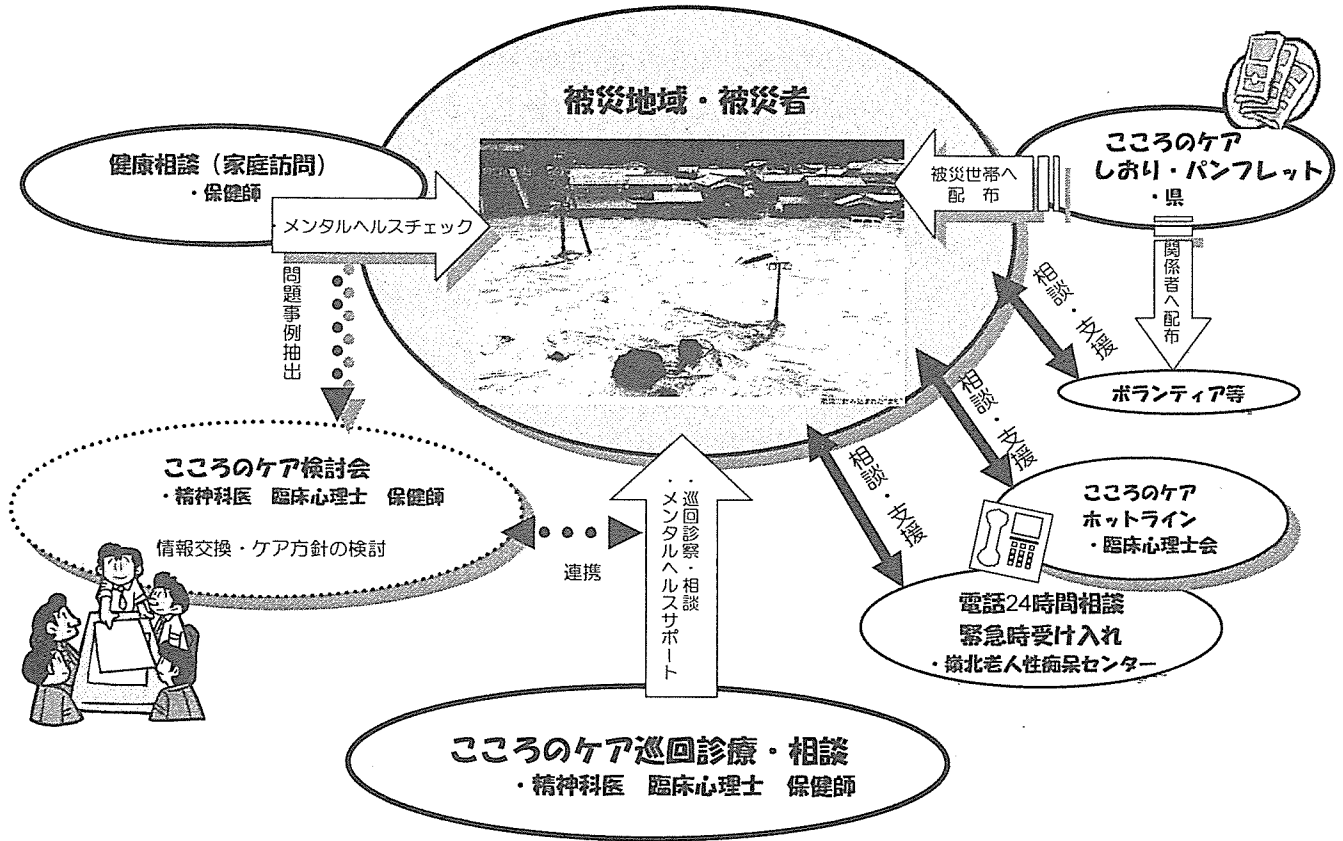 被災地域・被災者
健康相談（家庭訪問）
・保健師
・メンタルヘルスチェック
問題事例抽出
こころのケア
しおり・パンフレット
・県
被災世帯へ
配布
関係者へ配布
相談・支援
ボランティア等
相談・支援
こころのケア
ホットライン
・臨床心理士会
相談・支援
電話24時間相談
緊急時受け入れ
・嶺北老人性痴呆センター
こころのケア検討会
・精神科医　臨床心理士　保健師
情報交換・ケア方針の検討
連携
・巡回診察・相談
・メンタルヘルスサポート
こころのケア巡回診療・相談
・精神科医　臨床心理士　保健師